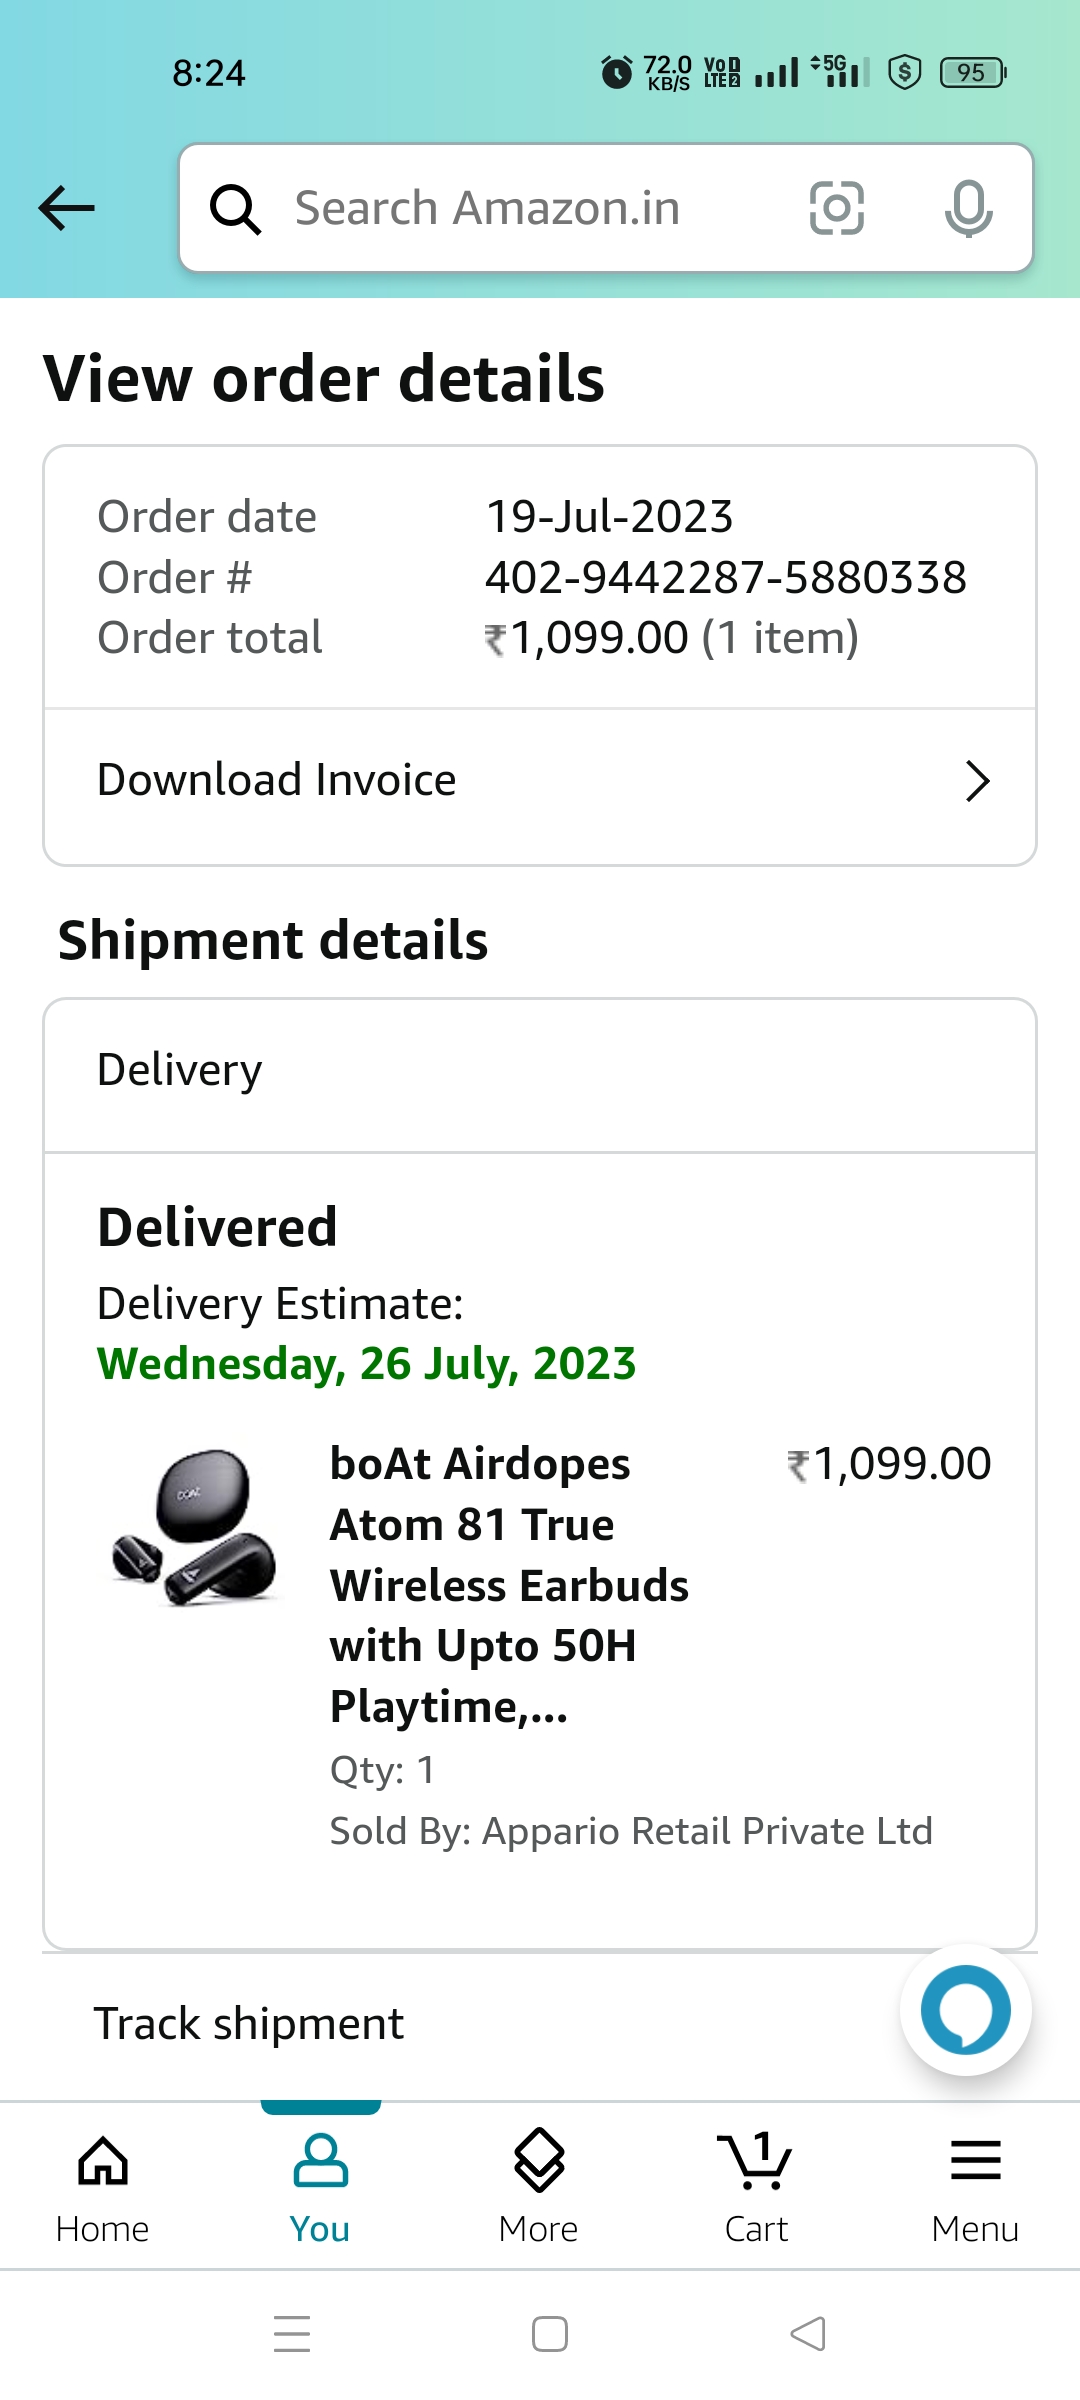 8:24
72.0 KB/S
VoD LTE 2
5G
95
Search Amazon.in
View order details
Order date 19-Jul-2023
Order # 402-9442287-5880338
Order total ₹1,099.00 (1 item)
Download Invoice
Shipment details
Delivery
Delivered
Delivery Estimate:
Wednesday, 26 July, 2023
boAt Airdopes ₹1,099.00
Atom 81 True
Wireless Earbuds
with Upto 50H
Playtime,...
Qty: 1
Sold By: Appario Retail Private Ltd
Track shipment
1
Home You More Cart Menu